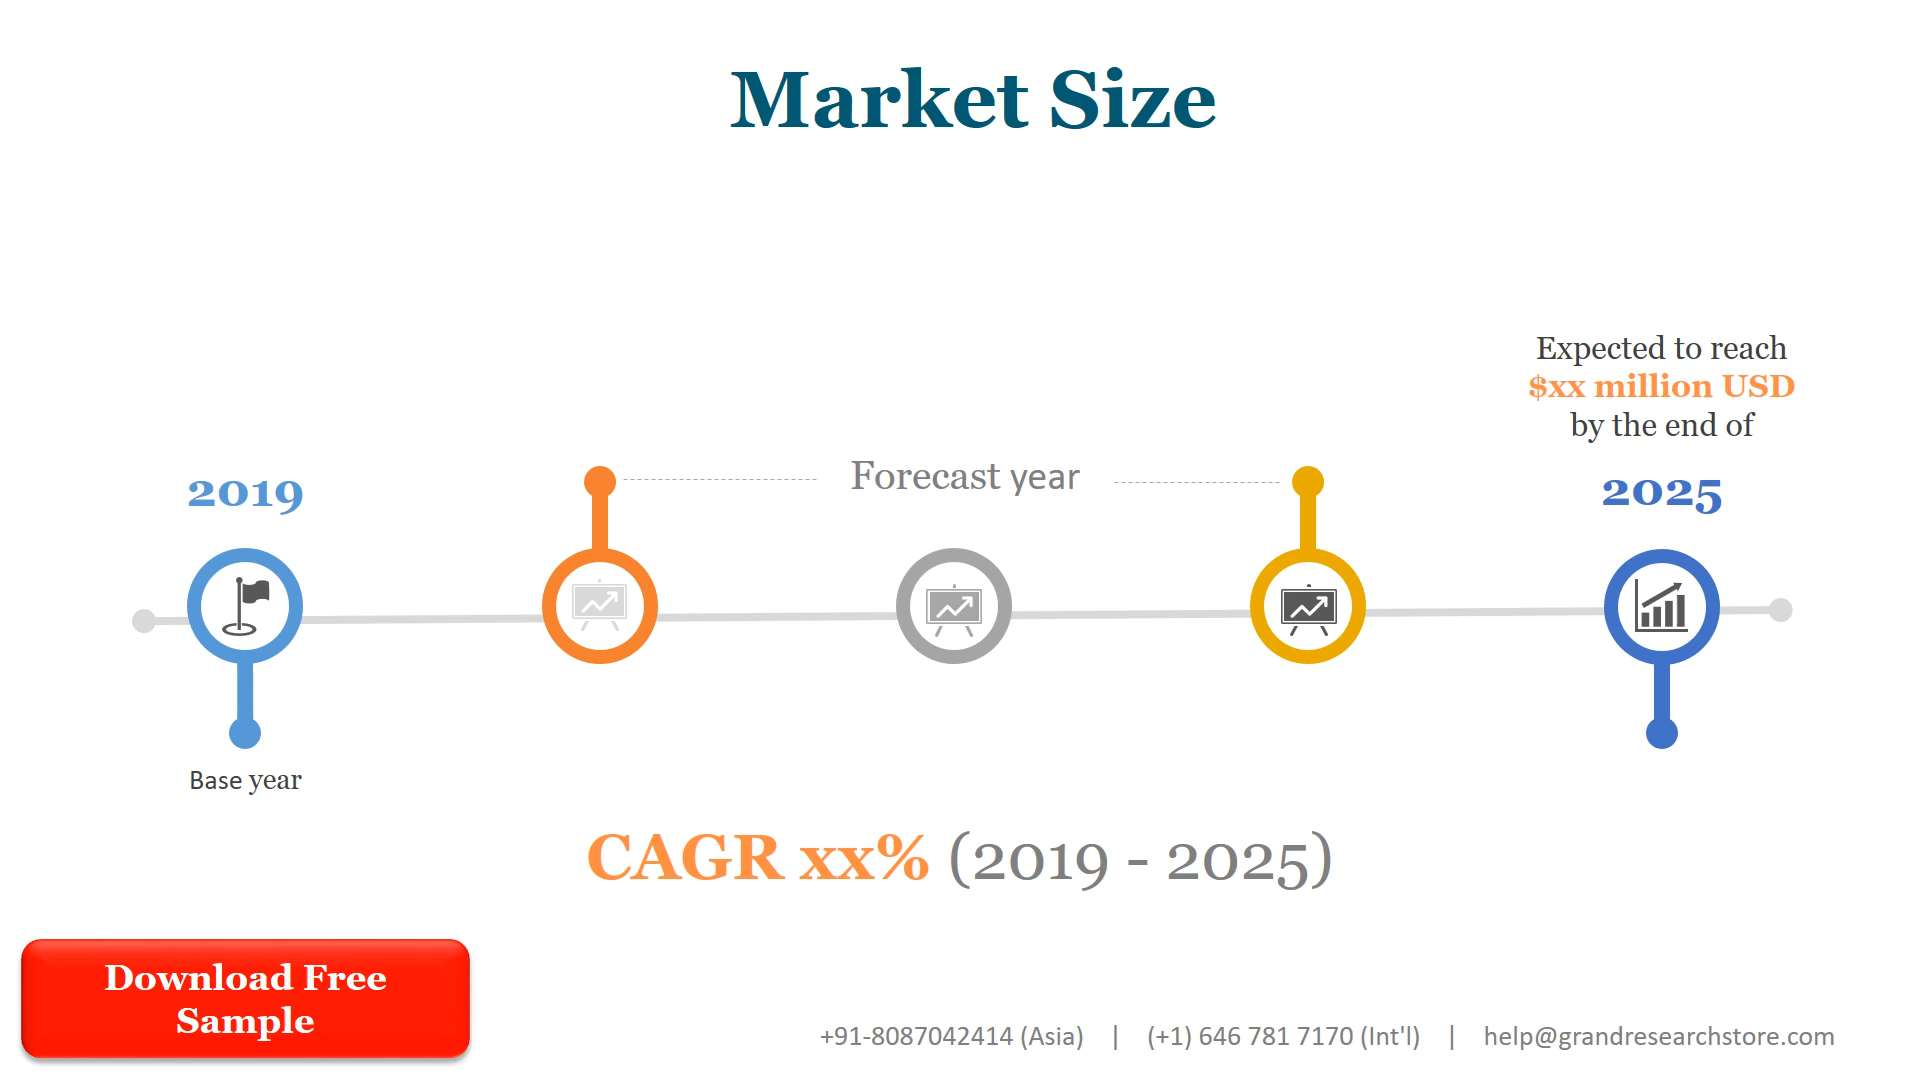 Market Size
Expected to reach
$xx million USD
by the end of
2019
Forecast year
2025
Base year
CAGR xx% (2019 - 2025)
Download Free
Sample
+91-8087042414 (Asia) | (+1) 646 781 7170 (Int'l) | help@grandresearchstore.com